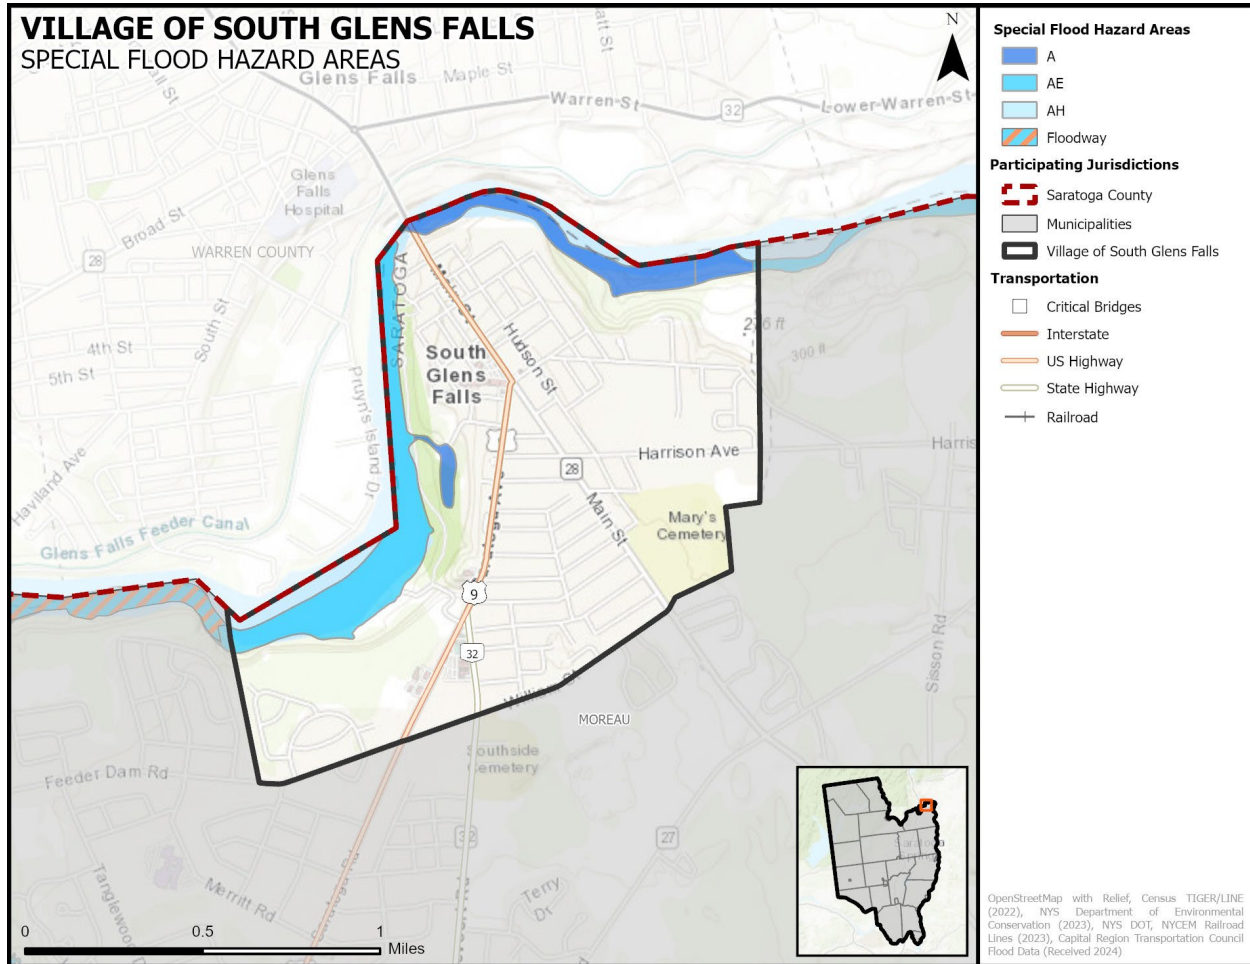 VILLAGE OF SOUTH GLENS FALLS
SPECIAL FLOOD HAZARD AREAS
N
Glens Falls
Maple St
Warren-St
32
Lower-Warren-St
Glens
Falls
Hospital
Broad St
28
WARREN COUNTY
South St
4th St
5th St
Pruyn's Island Dr
SARATOGA
Main St
Hudson St
South
Glens
Falls
276 ft
300 ft
Haviland Ave
Glens Falls Feeder Canal
Harrison Ave
Harris
28
Main St
Mary's
Cemetery
9
32
Sisson Rd
MOREAU
Southside
Cemetery
Feeder Dam Rd
32
27
Merritt Rd
Terry
Dr
0 0.5 1
Miles
Special Flood Hazard Areas
A
AE
AH
Floodway
Participating Jurisdictions
Saratoga County
Municipalities
Village of South Glens Falls
Transportation
Critical Bridges
Interstate
US Highway
State Highway
Railroad
OpenStreetMap with Relief, Census TIGER/LINE
(2022), NYS Department of Environmental
Conservation (2023), NYS DOT, NYCEM Railroad
Lines (2023), Capital Region Transportation Council
Flood Data (Received 2024)